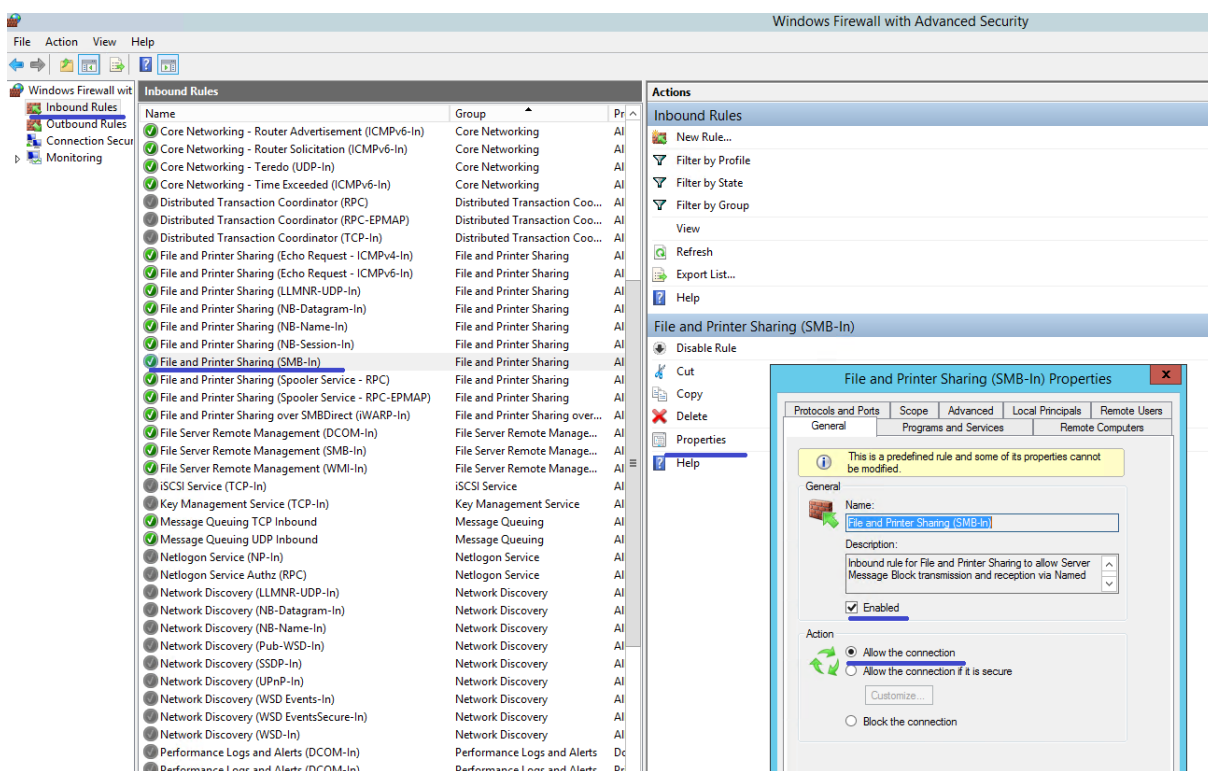 Windows Firewall with Advanced Security
File Action View Help
Windows Firewall wit
Inbound Rules
Outbound Rules
Connection Secur
Monitoring
Inbound Rules
Name Group Pr
Core Networking - Router Advertisement (ICMPv6-In) Core Networking Al
Core Networking - Router Solicitation (ICMPv6-In) Core Networking Al
Core Networking - Teredo (UDP-In) Core Networking Al
Core Networking - Time Exceeded (ICMPv6-In) Core Networking Al
Distributed Transaction Coordinator (RPC) Distributed Transaction Coo... Al
Distributed Transaction Coordinator (RPC-EPMAP) Distributed Transaction Coo... Al
Distributed Transaction Coordinator (TCP-In) Distributed Transaction Coo... Al
File and Printer Sharing (Echo Request - ICMPv4-In) File and Printer Sharing Al
File and Printer Sharing (Echo Request - ICMPv6-In) File and Printer Sharing Al
File and Printer Sharing (LLMNR-UDP-In) File and Printer Sharing Al
File and Printer Sharing (NB-Datagram-In) File and Printer Sharing Al
File and Printer Sharing (NB-Name-In) File and Printer Sharing Al
File and Printer Sharing (NB-Session-In) File and Printer Sharing Al
File and Printer Sharing (SMB-In) File and Printer Sharing Al
File and Printer Sharing (Spooler Service - RPC) File and Printer Sharing Al
File and Printer Sharing (Spooler Service - RPC-EPMAP) File and Printer Sharing Al
File and Printer Sharing over SMBDirect (iWARP-In) File and Printer Sharing over... Al
File Server Remote Management (DCOM-In) File Server Remote Manage... Al
File Server Remote Management (SMB-In) File Server Remote Manage... Al
File Server Remote Management (WMI-In) File Server Remote Manage... Al
iSCSI Service (TCP-In) iSCSI Service Al
Key Management Service (TCP-In) Key Management Service Al
Message Queuing TCP Inbound Message Queuing Al
Message Queuing UDP Inbound Message Queuing Al
Netlogon Service (NP-In) Netlogon Service Al
Netlogon Service Authz (RPC) Netlogon Service Al
Network Discovery (LLMNR-UDP-In) Network Discovery Al
Network Discovery (NB-Datagram-In) Network Discovery Al
Network Discovery (NB-Name-In) Network Discovery Al
Network Discovery (Pub-WSD-In) Network Discovery Al
Network Discovery (SSDP-In) Network Discovery Al
Network Discovery (UPnP-In) Network Discovery Al
Network Discovery (WSD Events-In) Network Discovery Al
Network Discovery (WSD EventsSecure-In) Network Discovery Al
Network Discovery (WSD-In) Network Discovery Al
Performance Logs and Alerts (DCOM-In) Performance Logs and Alerts Do
Performance Logs and Alerts (DCOM-In) Performance Logs and Alerts Pr
Actions
Inbound Rules
New Rule...
Filter by Profile
Filter by State
Filter by Group
View
Refresh
Export List...
Help
File and Printer Sharing (SMB-In)
Disable Rule
Cut
Copy
Delete
Properties
Help
File and Printer Sharing (SMB-In) Properties
x
Protocols and Ports Scope Advanced Local Principals Remote Users
General Programs and Services Remote Computers
This is a predefined rule and some of its properties cannot
be modified.
General
Name:
File and Printer Sharing (SMB-In)
Description:
Inbound rule for File and Printer Sharing to allow Server
Message Block transmission and reception via Named
Enabled
Action
Allow the connection
Allow the connection if it is secure
Customize...
Block the connection